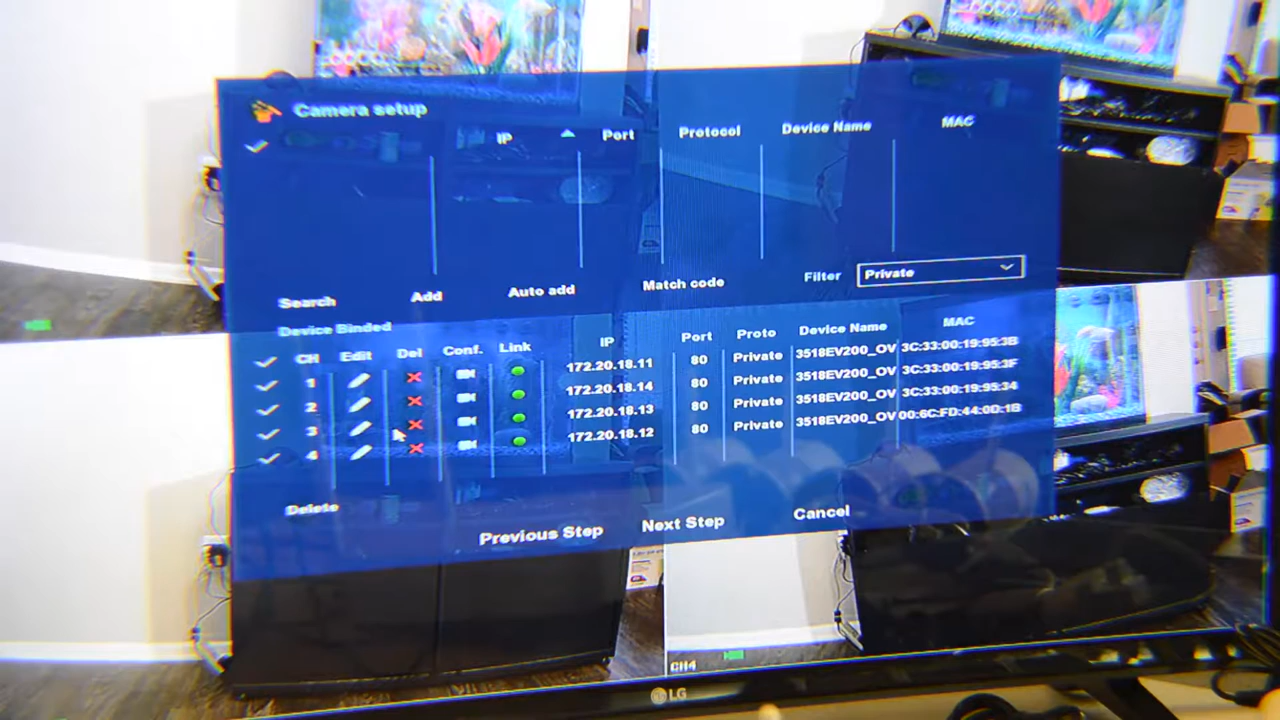 Camera setup
IP Port Protocol Device Name MAC
Search Add Auto add Match code Filter Private
Device Binded
CH Edit Del Conf. Link IP Port Proto Device Name MAC
1 172.20.18.11 80 Private 3518EV200_OV 3C:33:00:19:95:3B
2 172.20.18.14 80 Private 3518EV200_OV 3C:33:00:19:95:3F
3 172.20.18.13 80 Private 3518EV200_OV 3C:33:00:19:95:34
4 172.20.18.12 80 Private 3518EV200_OV 00:6C:FD:44:0D:1B
Delete
Previous Step Next Step Cancel
CH4
LG